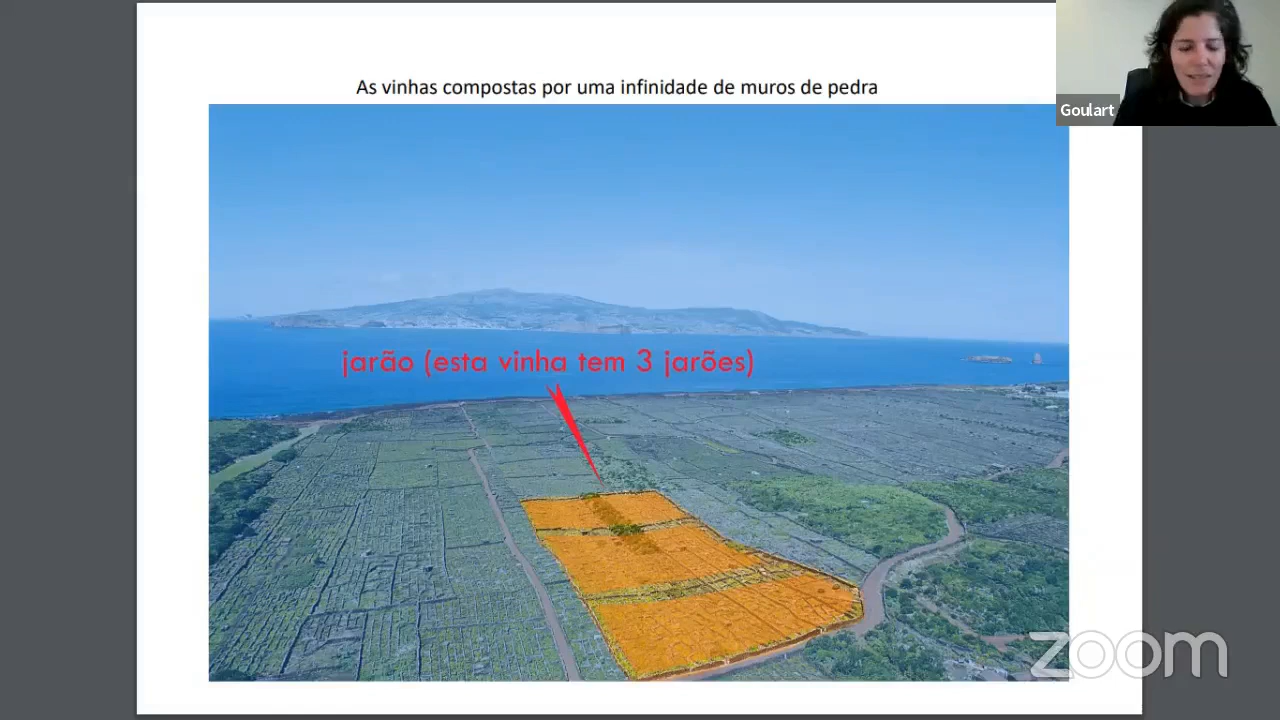 As vinhas compostas por uma infinidade de muros de pedra
Goulart
jarão (esta vinha tem 3 jarões)
zoom